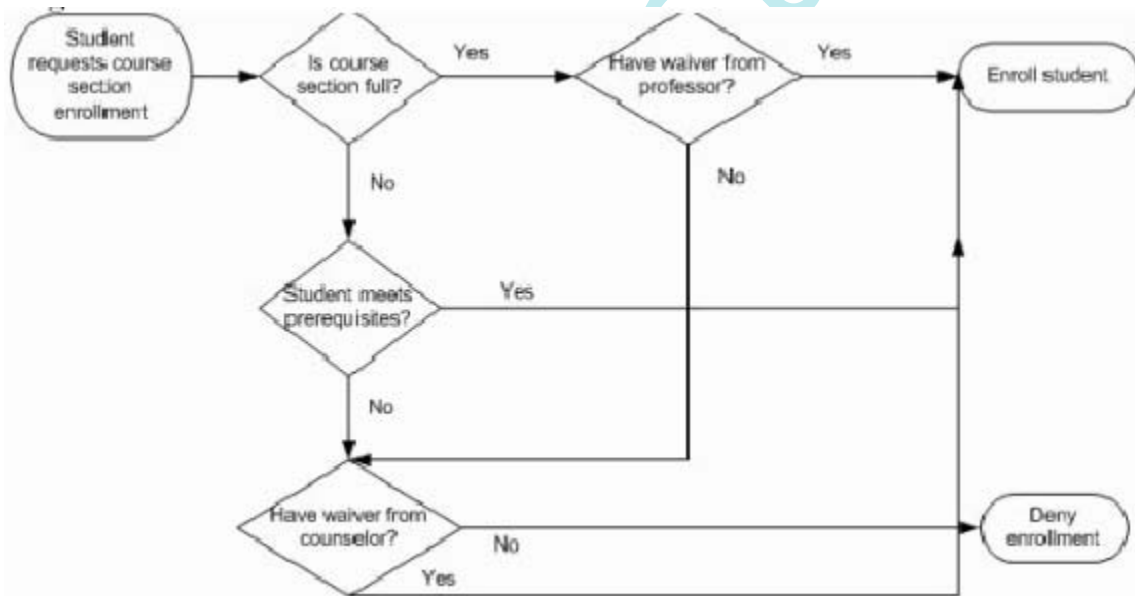 Student
requests course
section
enrollment
Is course
section full?
Yes
Have waiver from
professor?
Yes
Enroll student
No
No
Student meets
prerequisites?
Yes
No
Have waiver from
counselor?
No
Yes
Deny
enrollment